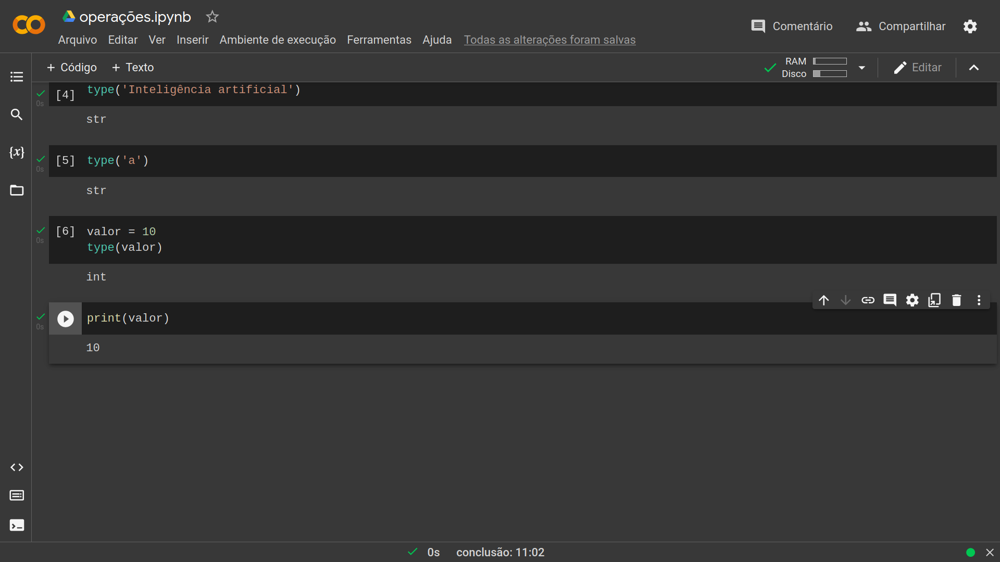 operações.ipynb
Comentário
Compartilhar
Arquivo Editar Ver Inserir Ambiente de execução Ferramentas Ajuda Todas as alterações foram salvas
+ Código + Texto
RAM
Disco
Editar
[4] type('Inteligência artificial')
0s
str
[5] type('a')
0s
str
[6] valor = 10
0s
type(valor)
int
print(valor)
0s
10
{x}
0s conclusão: 11:02